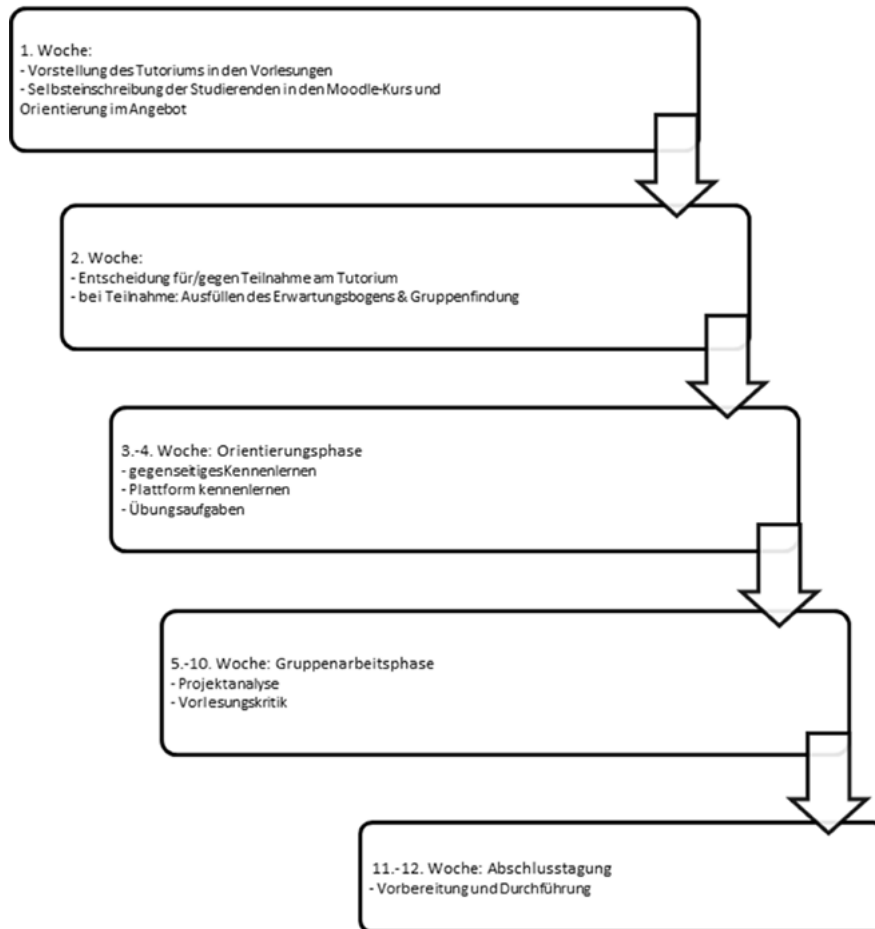 1. Woche:
- Vorstellung des Tutoriums in den Vorlesungen
- Selbsteinschreibung der Studierenden in den Moodle-Kurs und
Orientierung im Angebot
2. Woche:
- Entscheidung für/gegen Teilnahme am Tutorium
- bei Teilnahme: Ausfüllen des Erwartungsbogens & Gruppenfindung
3.-4. Woche: Orientierungsphase
- gegenseitiges Kennenlernen
- Plattform kennenlernen
- Übungsaufgaben
5.-10. Woche: Gruppenarbeitsphase
- Projektanalyse
- Vorlesungskritik
11.-12. Woche: Abschlusstagung
- Vorbereitung und Durchführung